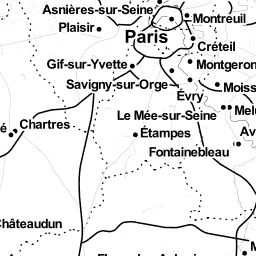 Asnières-sur-Seine
Montreuil
Plaisir
Paris
Créteil
Gif-sur-Yvette
Montgeron
Savigny-sur-Orge
Évry
Le Mée-sur-Seine
Chartres
Étampes
Fontainebleau
Châteaudun